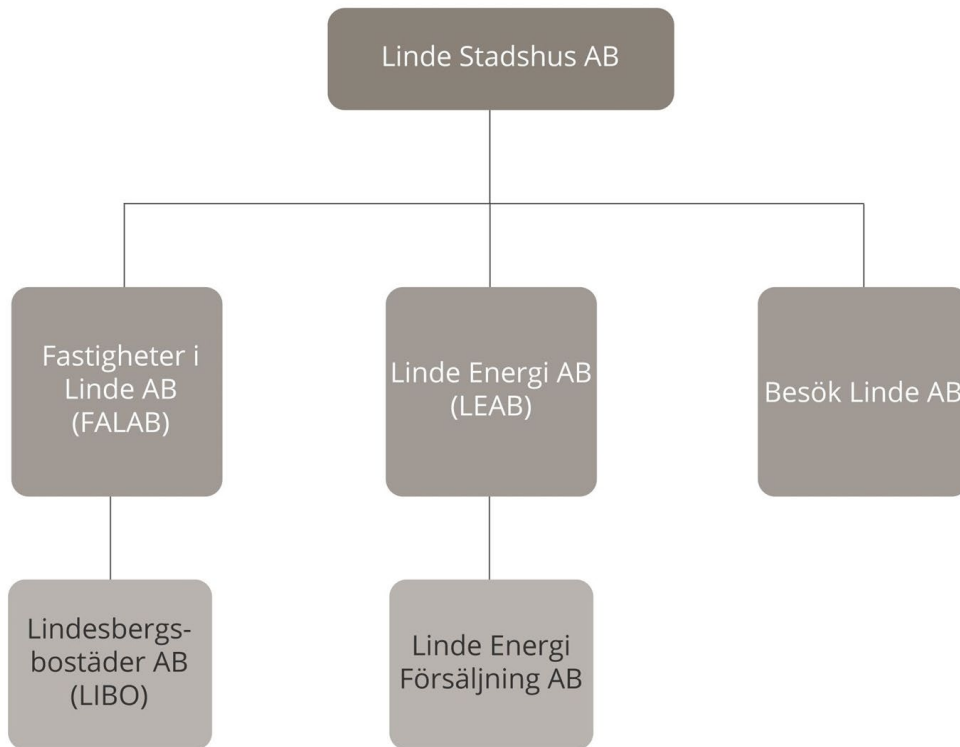 Linde Stadshus AB
Fastigheter i
Linde AB
(FALAB)
Linde Energi AB
(LEAB)
Besök Linde AB
Lindesbergs-
bostäder AB
(LIBO)
Linde Energi
Försäljning AB